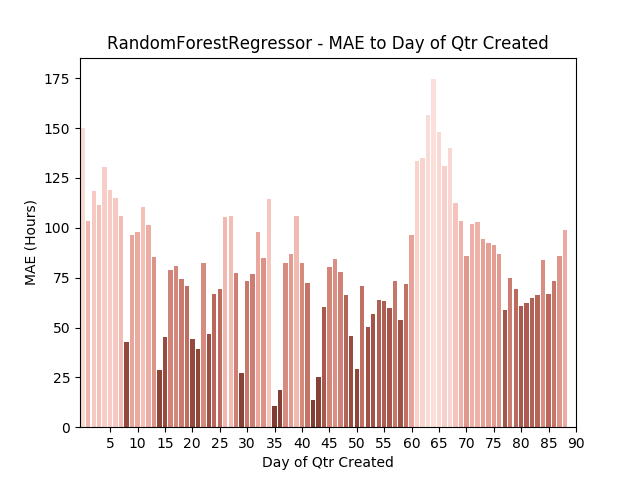 RandomForestRegressor - MAE to Day of Qtr Created
175
150
125
100
75
50
25
0
MAE (Hours)
5 10 15 20 25 30 35 40 45 50 55 60 65 70 75 80 85 90
Day of Qtr Created